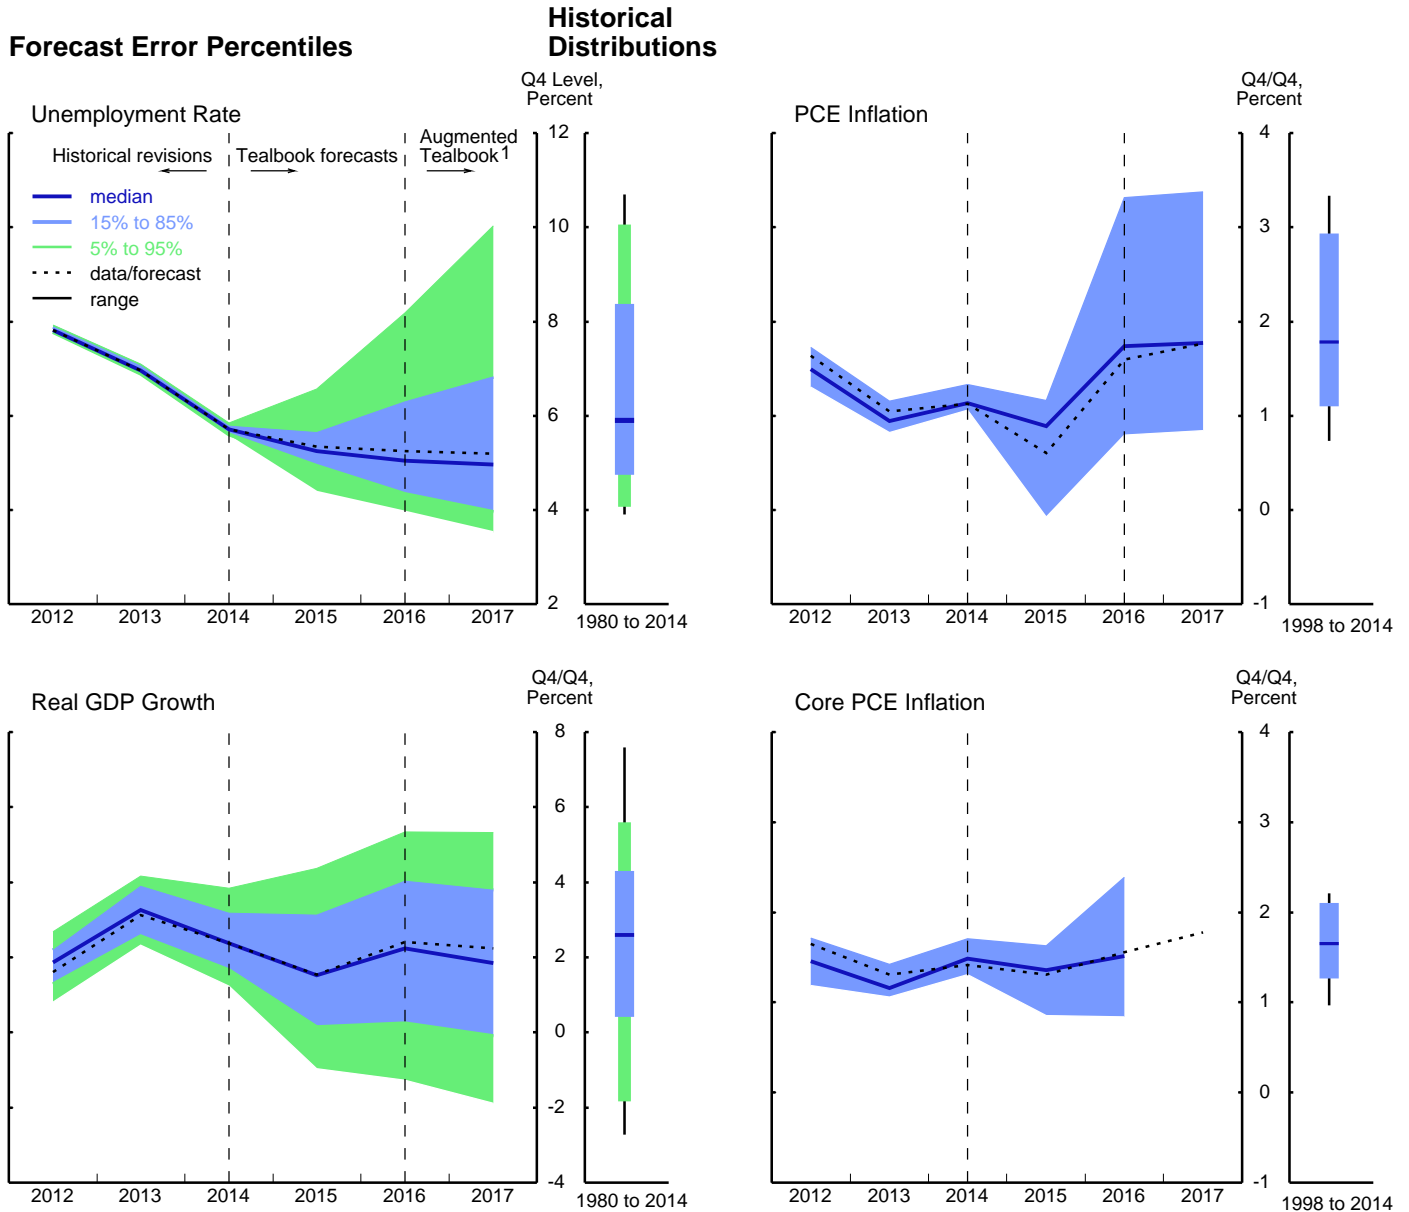 Historical
Distributions
Forecast Error Percentiles
Unemployment Rate
Q4 Level,
Percent
Historical revisions
Tealbook forecasts
Augmented
Tealbook 1
median
15% to 85%
5% to 95%
data/forecast
range
12
10
8
6
4
2
2012 2013 2014 2015 2016 2017
1980 to 2014
PCE Inflation
Q4/Q4,
Percent
4
3
2
1
0
-1
2012 2013 2014 2015 2016 2017
1998 to 2014
Real GDP Growth
Q4/Q4,
Percent
8
6
4
2
0
-2
-4
2012 2013 2014 2015 2016 2017
1980 to 2014
Core PCE Inflation
Q4/Q4,
Percent
4
3
2
1
0
-1
2012 2013 2014 2015 2016 2017
1998 to 2014